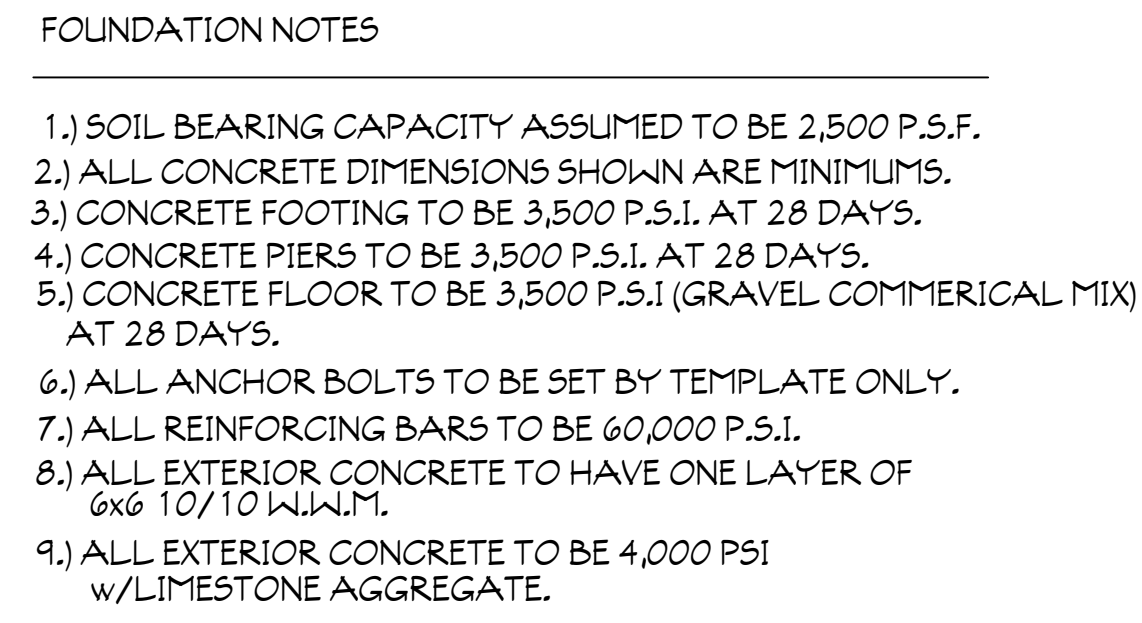 FOUNDATION NOTES
1.) SOIL BEARING CAPACITY ASSUMED TO BE 2,500 P.S.F.
2.) ALL CONCRETE DIMENSIONS SHOWN ARE MINIMUMS.
3.) CONCRETE FOOTING TO BE 3,500 P.S.I. AT 28 DAYS.
4.) CONCRETE PIERS TO BE 3,500 P.S.I. AT 28 DAYS.
5.) CONCRETE FLOOR TO BE 3,500 P.S.I (GRAVEL COMMERICAL MIX)
AT 28 DAYS.
6.) ALL ANCHOR BOLTS TO BE SET BY TEMPLATE ONLY.
7.) ALL REINFORCING BARS TO BE 60,000 P.S.I.
8.) ALL EXTERIOR CONCRETE TO HAVE ONE LAYER OF
6x6 10/10 W.W.M.
9.) ALL EXTERIOR CONCRETE TO BE 4,000 PSI
w/LIMESTONE AGGREGATE.